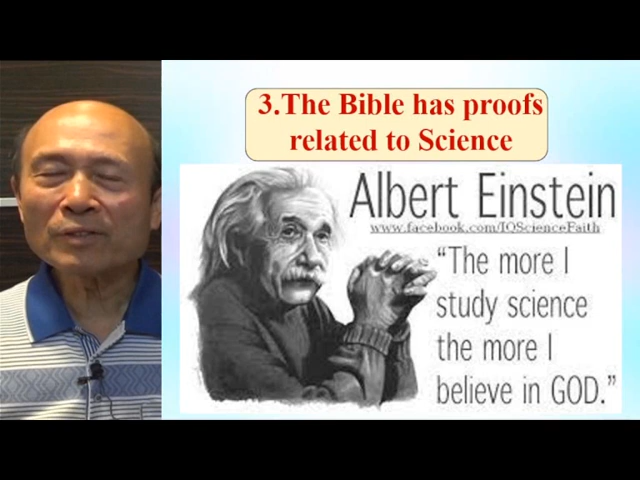 3.The Bible has proofs
related to Science
Albert Einstein
www.facebook.com/IQScienceFaith
“The more I
study science
the more I
believe in GOD.”